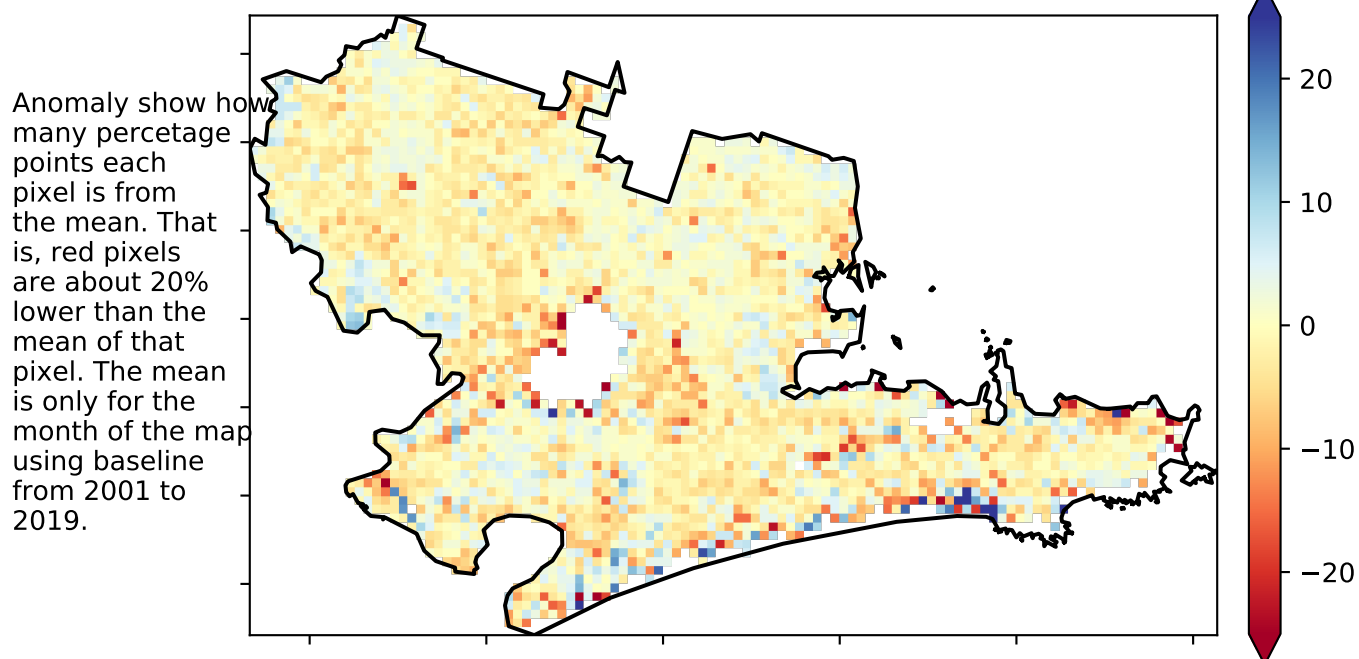 Anomaly show how
many percetage
points each
pixel is from
the mean. That
is, red pixels
are about 20%
lower than the
mean of that
pixel. The mean
is only for the
month of the map
using baseline
from 2001 to
2019.
20
10
0
−10
−20